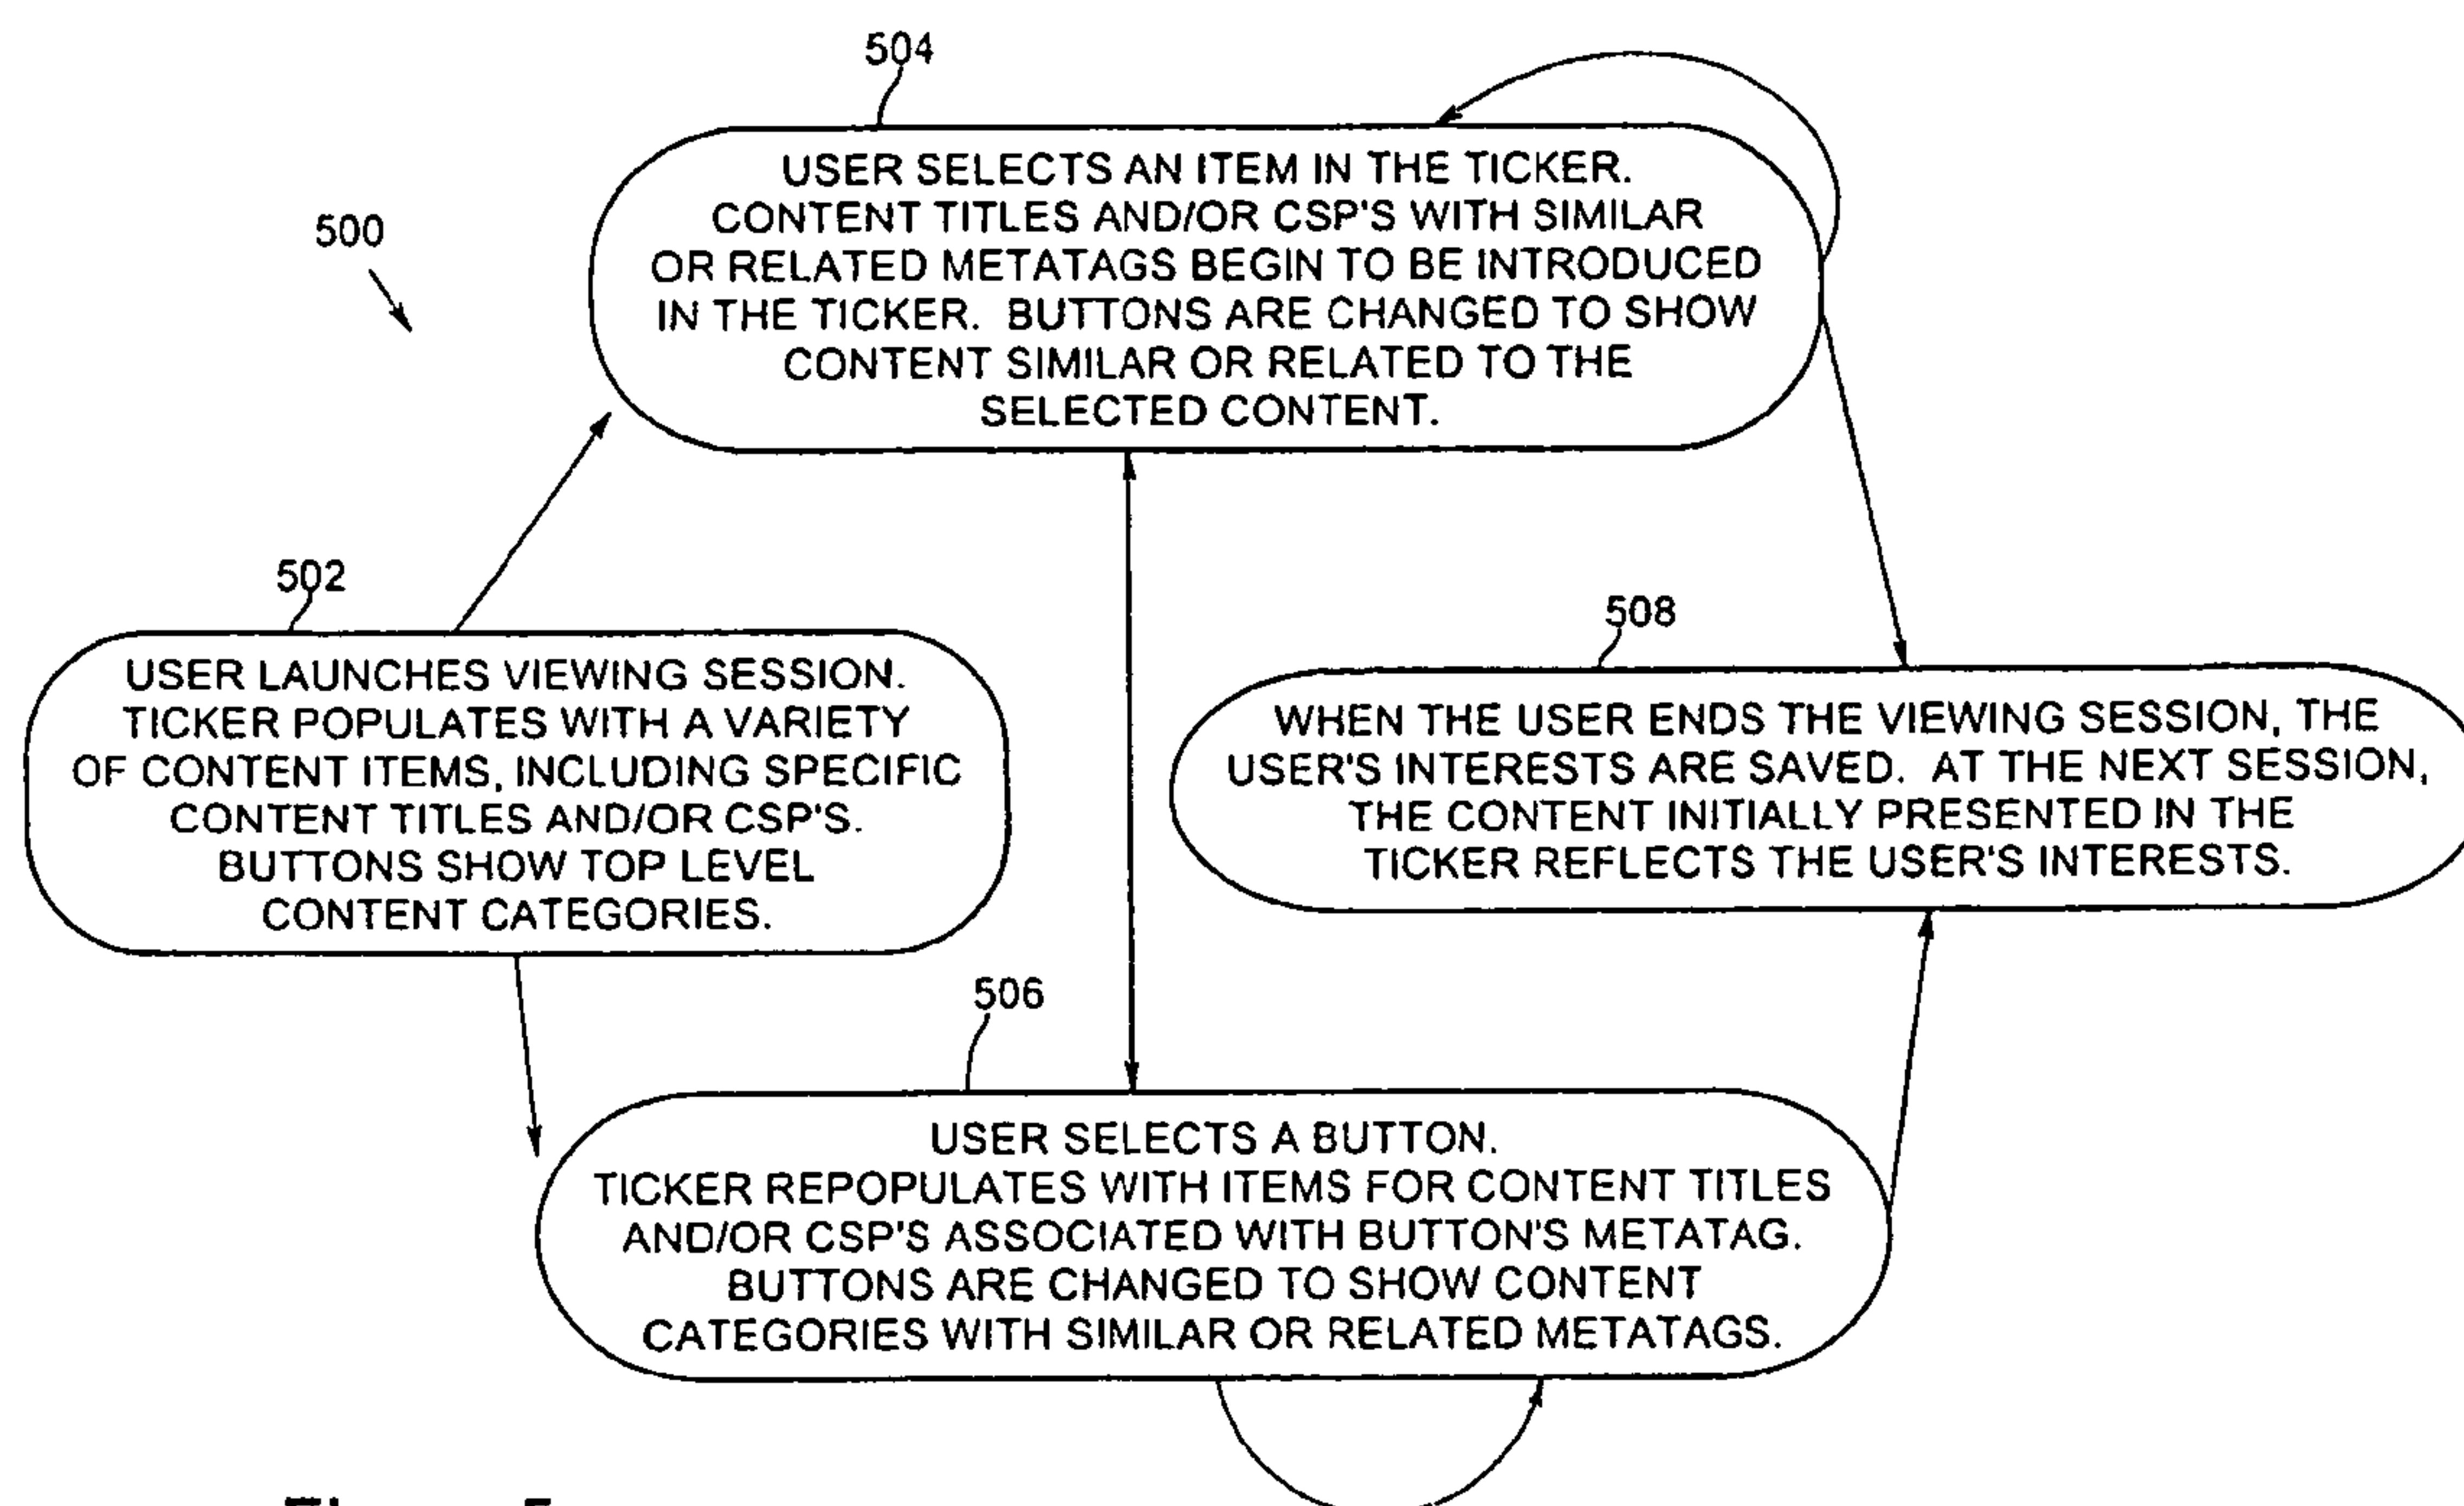 504
USER SELECTS AN ITEM IN THE TICKER.
CONTENT TITLES AND/OR CSP'S WITH SIMILAR
OR RELATED METATAGS BEGIN TO BE INTRODUCED
IN THE TICKER. BUTTONS ARE CHANGED TO SHOW
CONTENT SIMILAR OR RELATED TO THE
SELECTED CONTENT.
500
502
USER LAUNCHES VIEWING SESSION.
TICKER POPULATES WITH A VARIETY
OF CONTENT ITEMS, INCLUDING SPECIFIC
CONTENT TITLES AND/OR CSP'S.
BUTTONS SHOW TOP LEVEL
CONTENT CATEGORIES.
508
WHEN THE USER ENDS THE VIEWING SESSION, THE
USER'S INTERESTS ARE SAVED. AT THE NEXT SESSION,
THE CONTENT INITIALLY PRESENTED IN THE
TICKER REFLECTS THE USER'S INTERESTS.
506
USER SELECTS A BUTTON.
TICKER REPOPULATES WITH ITEMS FOR CONTENT TITLES
AND/OR CSP'S ASSOCIATED WITH BUTTON'S METATAG.
BUTTONS ARE CHANGED TO SHOW CONTENT
CATEGORIES WITH SIMILAR OR RELATED METATAGS.